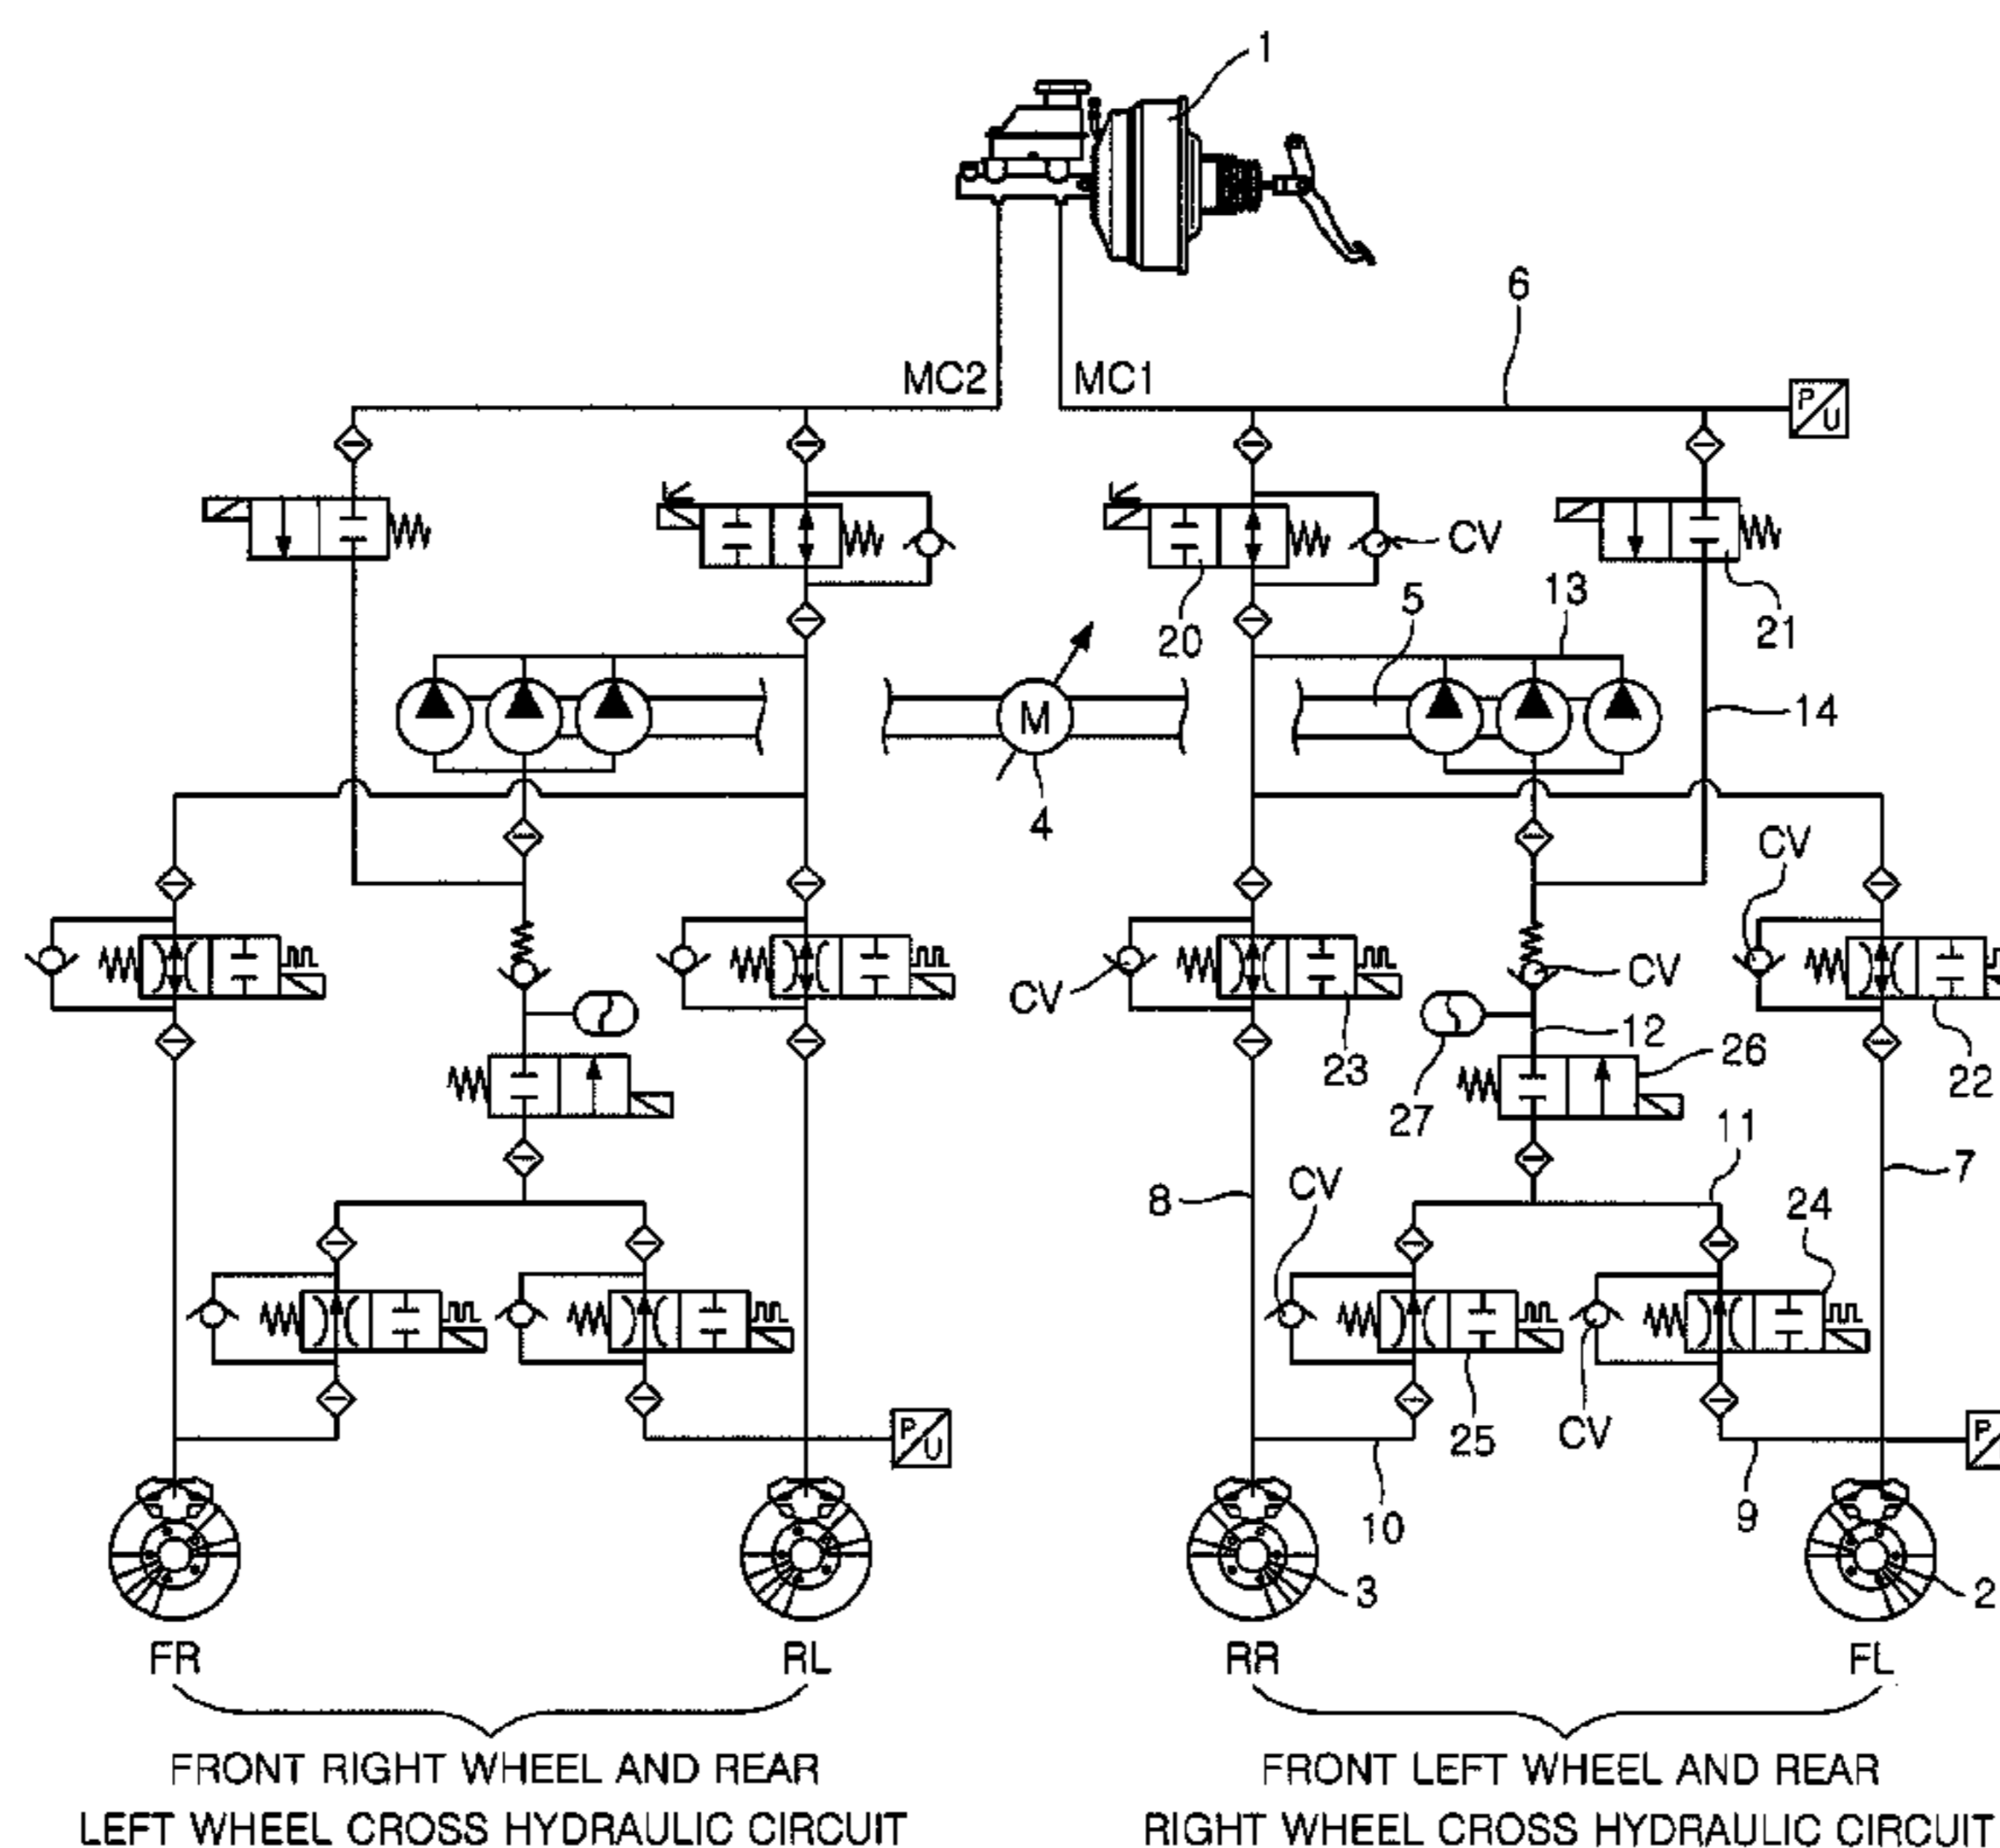 1
6
MC2 MC1
P/U
CV
5 13
20 21
M 14
4
CV
CV CV
12
23 26
27 22
11
8 CV 7
24
P/U 25 CV P
10 9
3 2
FR RL RR FL
FRONT RIGHT WHEEL AND REAR
LEFT WHEEL CROSS HYDRAULIC CIRCUIT
FRONT LEFT WHEEL AND REAR
RIGHT WHEEL CROSS HYDRAULIC CIRCUIT